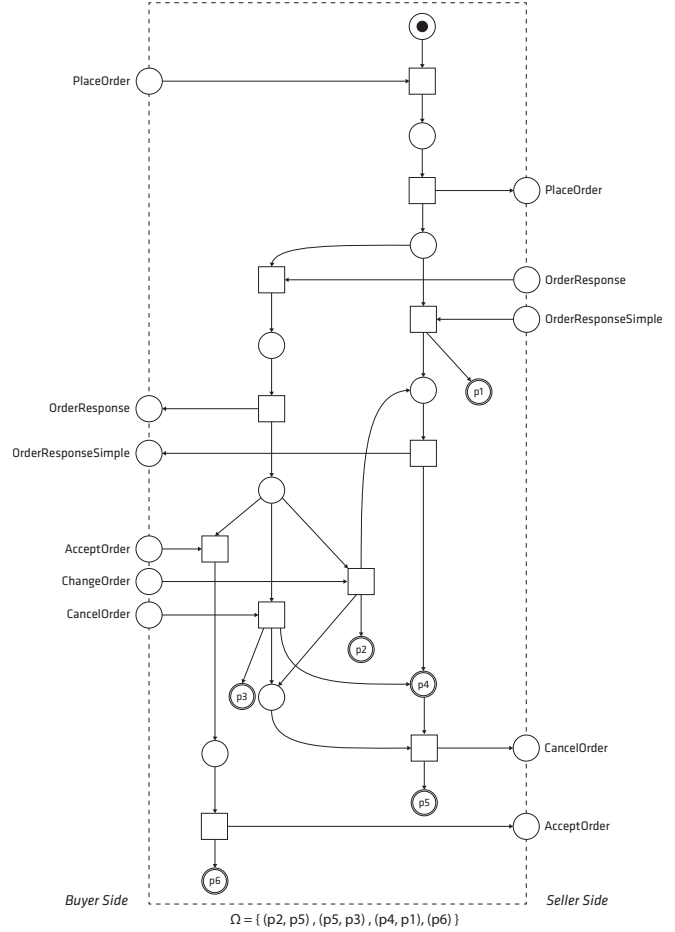 PlaceOrder
PlaceOrder
OrderResponse
OrderResponseSimple
p1
OrderResponse
OrderResponseSimple
AcceptOrder
ChangeOrder
CancelOrder
p2
p3
p4
CancelOrder
p5
AcceptOrder
p6
Buyer Side
Seller Side
Ω = { (p2, p5) , (p5, p3) , (p4, p1), (p6) }